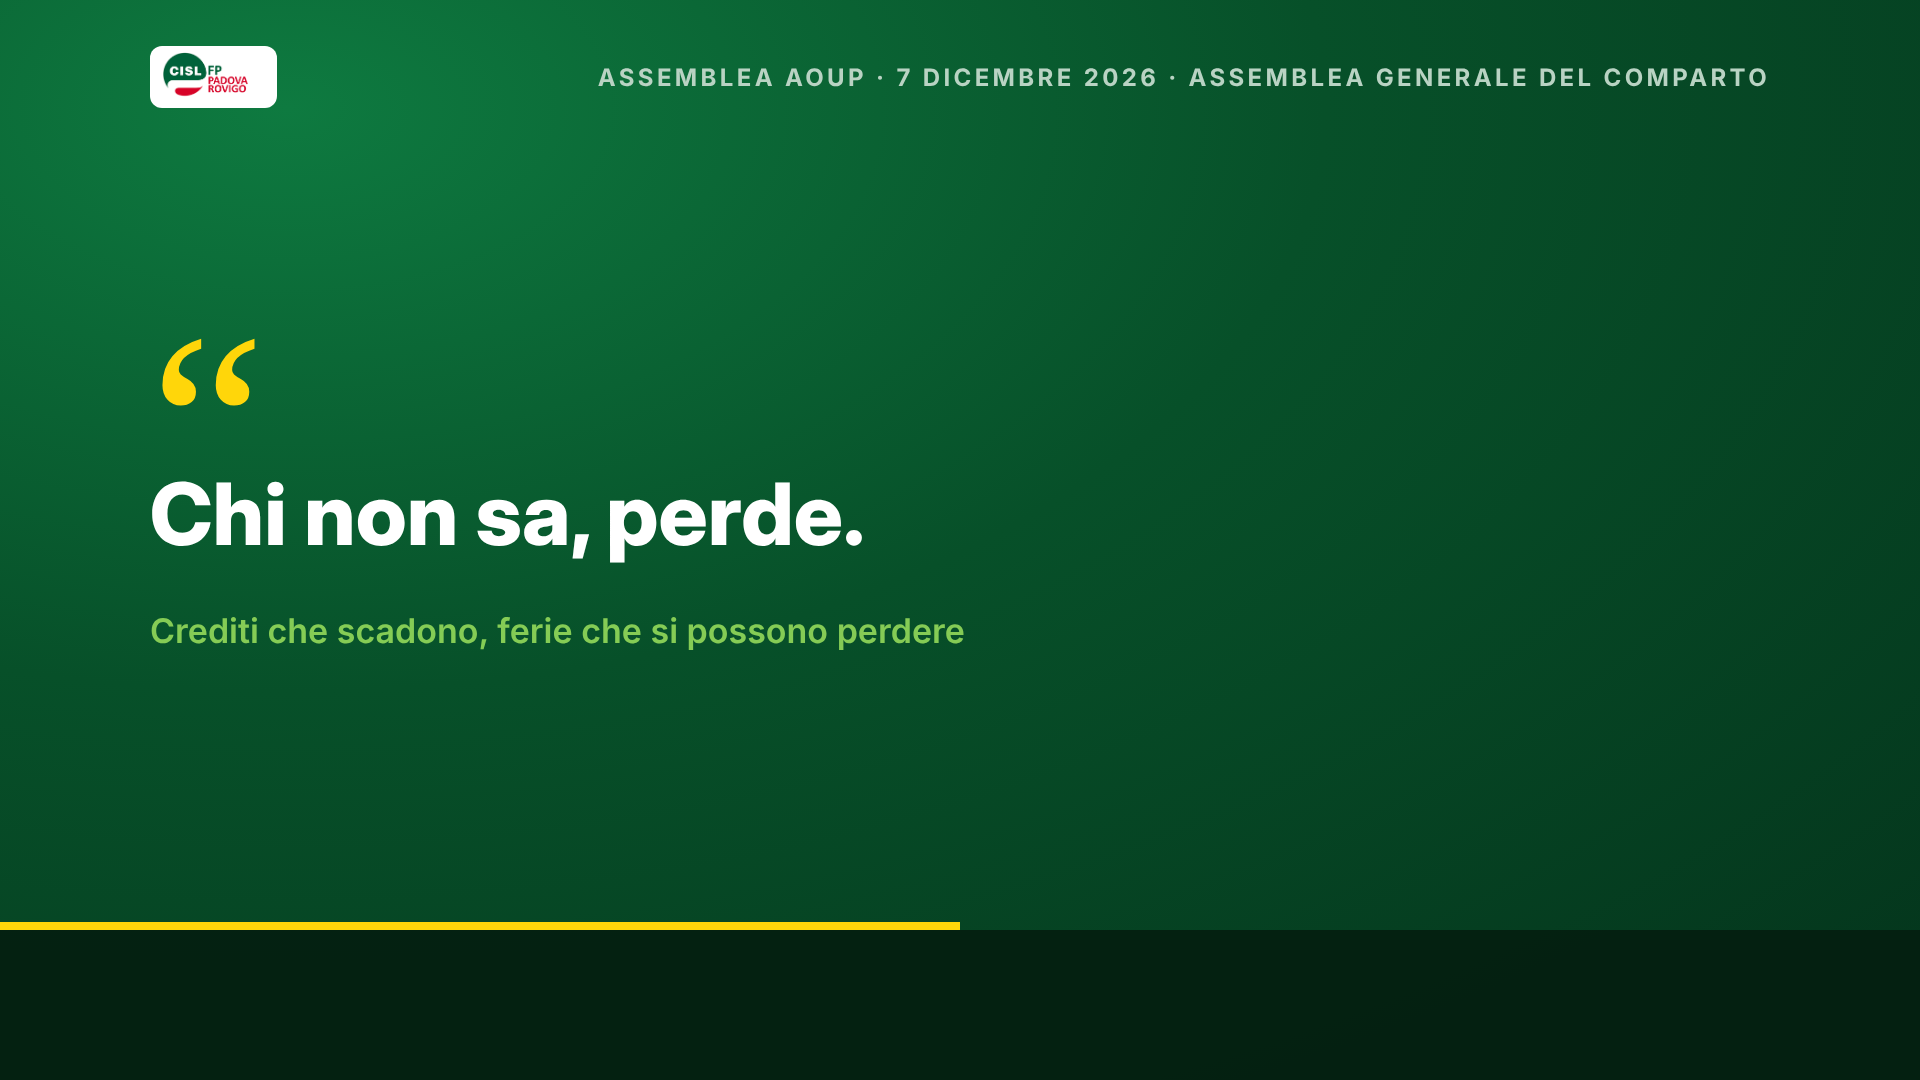 CISL FP
PADOVA
ROVIGO
ASSEMBLEA AOUP · 7 DICEMBRE 2026 · ASSEMBLEA GENERALE DEL COMPARTO
“
Chi non sa, perde.
Crediti che scadono, ferie che si possono perdere